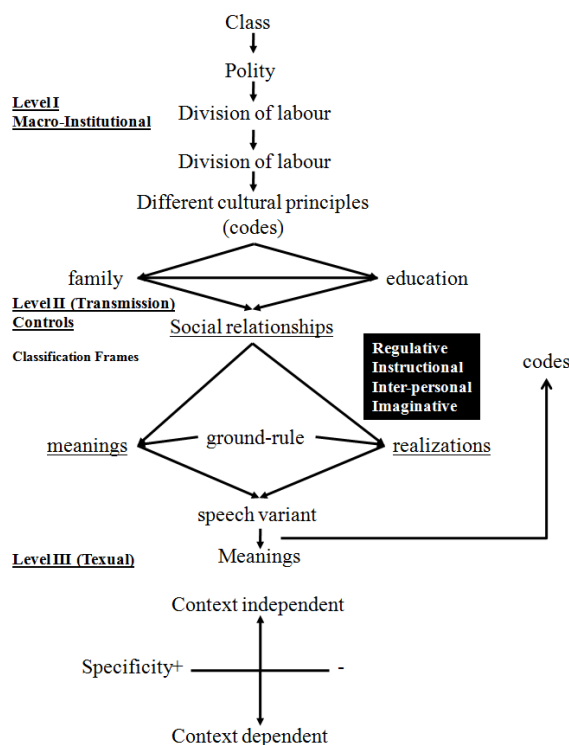 Class
Polity
Level I
Macro-Institutional
Division of labour
Division of labour
Different cultural principles
(codes)
family
education
Level II (Transmission)
Controls
Social relationships
Classification Frames
Regulative
Instructional
Inter-personal
Imaginative
codes
meanings
ground-rule
realizations
speech variant
Level III (Texual)
Meanings
Context independent
Specificity+
-
Context dependent